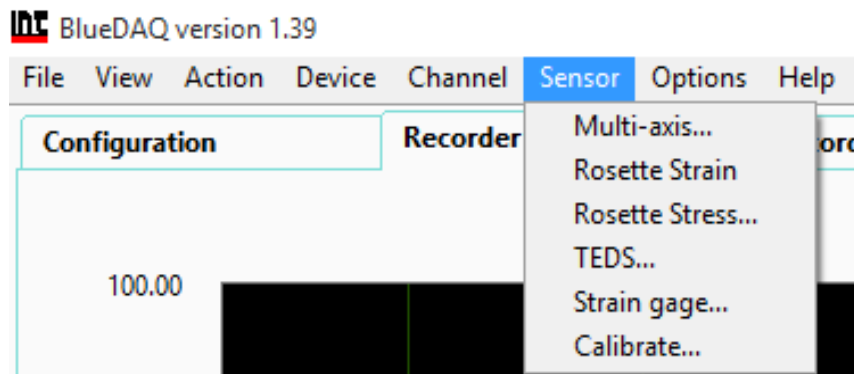 BlueDAQ version 1.39
File View Action Device Channel Sensor Options Help
Configuration Recorder
Multi-axis...
Rosette Strain
Rosette Stress...
TEDS...
Strain gage...
Calibrate...
100.00